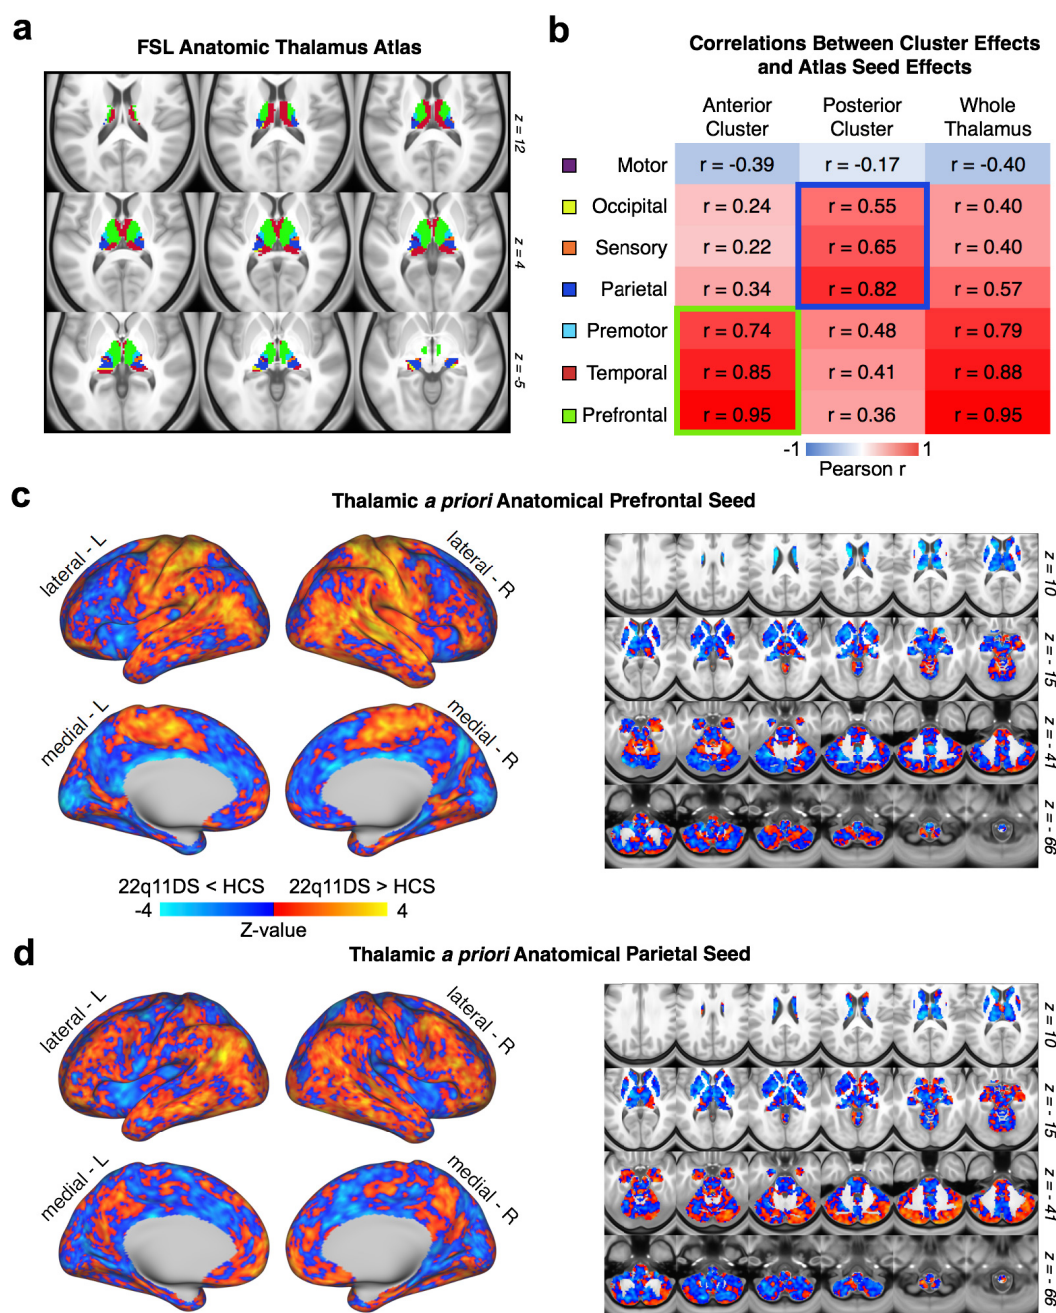 a
FSL Anatomic Thalamus Atlas
z = 12
z = 4
z = -5
b
Correlations Between Cluster Effects
and Atlas Seed Effects
Anterior Cluster
Posterior Cluster
Whole Thalamus
Motor r = -0.39 r = -0.17 r = -0.40
Occipital r = 0.24 r = 0.55 r = 0.40
Sensory r = 0.22 r = 0.65 r = 0.40
Parietal r = 0.34 r = 0.82 r = 0.57
Premotor r = 0.74 r = 0.48 r = 0.79
Temporal r = 0.85 r = 0.41 r = 0.88
Prefrontal r = 0.95 r = 0.36 r = 0.95
-1 1
Pearson r
c
Thalamic a priori Anatomical Prefrontal Seed
lateral - L
lateral - R
medial - L
medial - R
z = 10
z = - 15
z = - 41
z = - 66
22q11DS < HCS 22q11DS > HCS
-4 4
Z-value
d
Thalamic a priori Anatomical Parietal Seed
lateral - L
lateral - R
medial - L
medial - R
z = 10
z = - 15
z = - 41
z = - 66